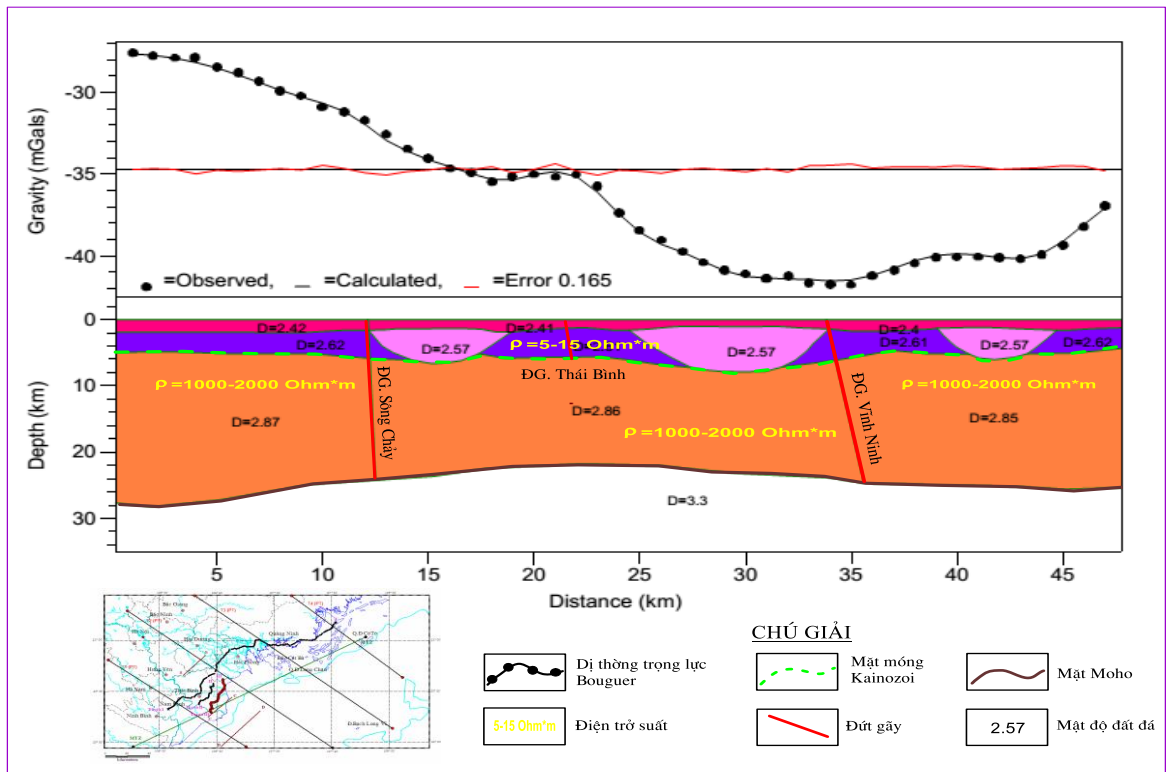 Gravity (mGals)
-30
-35
-40
=Observed, =Calculated, =Error 0.165
Depth (km)
0
10
20
30
D=2.42
D=2.41
D=2.4
D=2.62
D=2.57
ρ=5-15 Ohm*m
D=2.57
D=2.61
D=2.57
D=2.62
ρ=1000-2000 Ohm*m
ĐG. Sông Chảy
ĐG. Thái Bình
ĐG. Vĩnh Ninh
ρ=1000-2000 Ohm*m
D=2.87
D=2.86
ρ=1000-2000 Ohm*m
D=2.85
D=3.3
5 10 15 20 25 30 35 40 45
Distance (km)
CHÚ GIẢI
Dị thường trọng lực
Bouguer
Mặt móng
Kainozoi
Mặt Moho
5-15 Ohm*m
Điện trở suất
Đứt gãy
2.57
Mật độ đất đá
Quảng Ninh
Ninh Bình